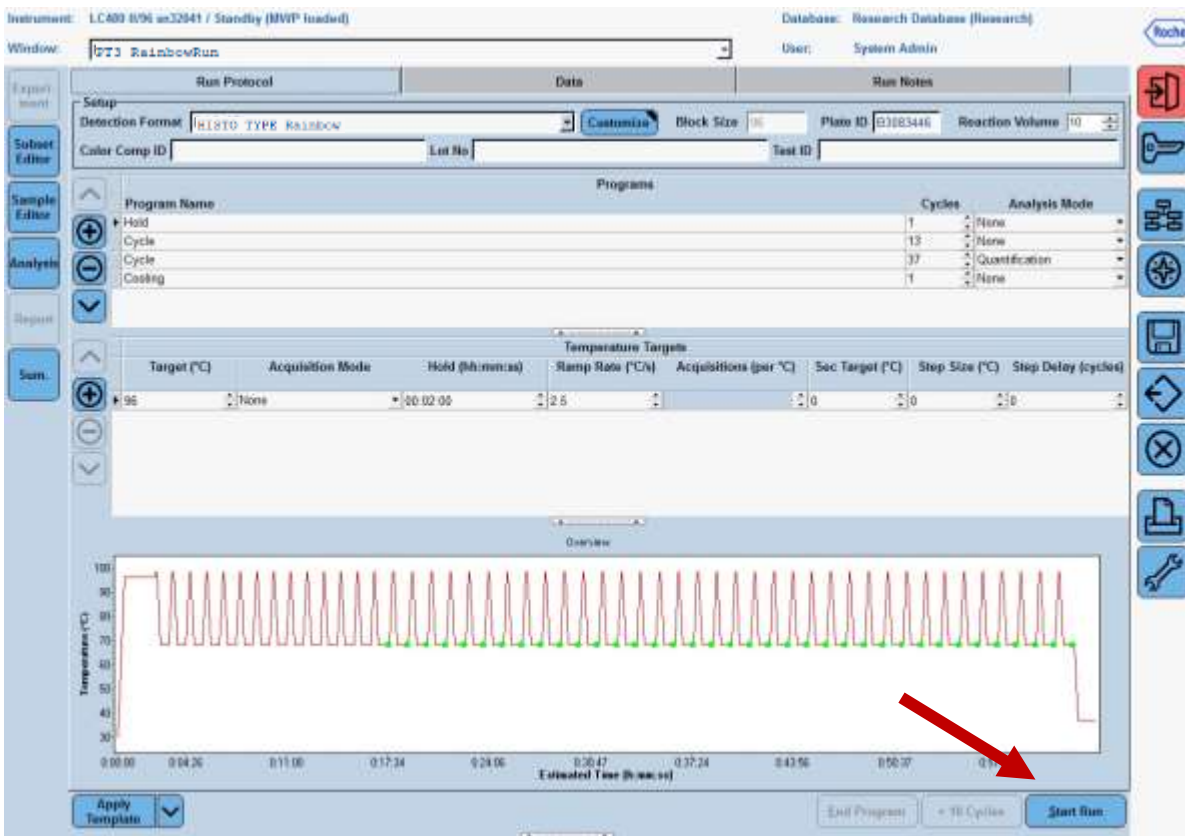 Instrument: LC480 II/96 sn32041 / Standby (MWP loaded) Database: Research Database (Research)
Window: PT3 RainbowRun User: System Admin
Roche
Run Protocol Data Run Notes
Experiment
Subset Editor
Sample Editor
Analysis
Report
Sum.
Setup
Detection Format HISTO TYPE Rainbow Customize Block Size 96 Plate ID B3083446 Reaction Volume 10
Color Comp ID Lot No Test ID
Programs
Program Name Cycles Analysis Mode
Hold 1 None
Cycle 13 None
Cycle 37 Quantification
Cooling 1 None
Temperature Targets
Target (°C) Acquisition Mode Hold (hh:mm:ss) Ramp Rate (°C/s) Acquisitions (per °C) Sec Target (°C) Step Size (°C) Step Delay (cycles)
96 None 00:02:00 2.5 0 0 0
Overview
Temperature (°C)
100
90
80
70
60
50
40
30
0:00:00 0:04:26 0:11:00 0:17:34 0:24:06 0:30:47 0:37:24 0:43:56 0:50:37
Estimated Time (h:mm:ss)
Apply Template End Program + 10 Cycles Start Run